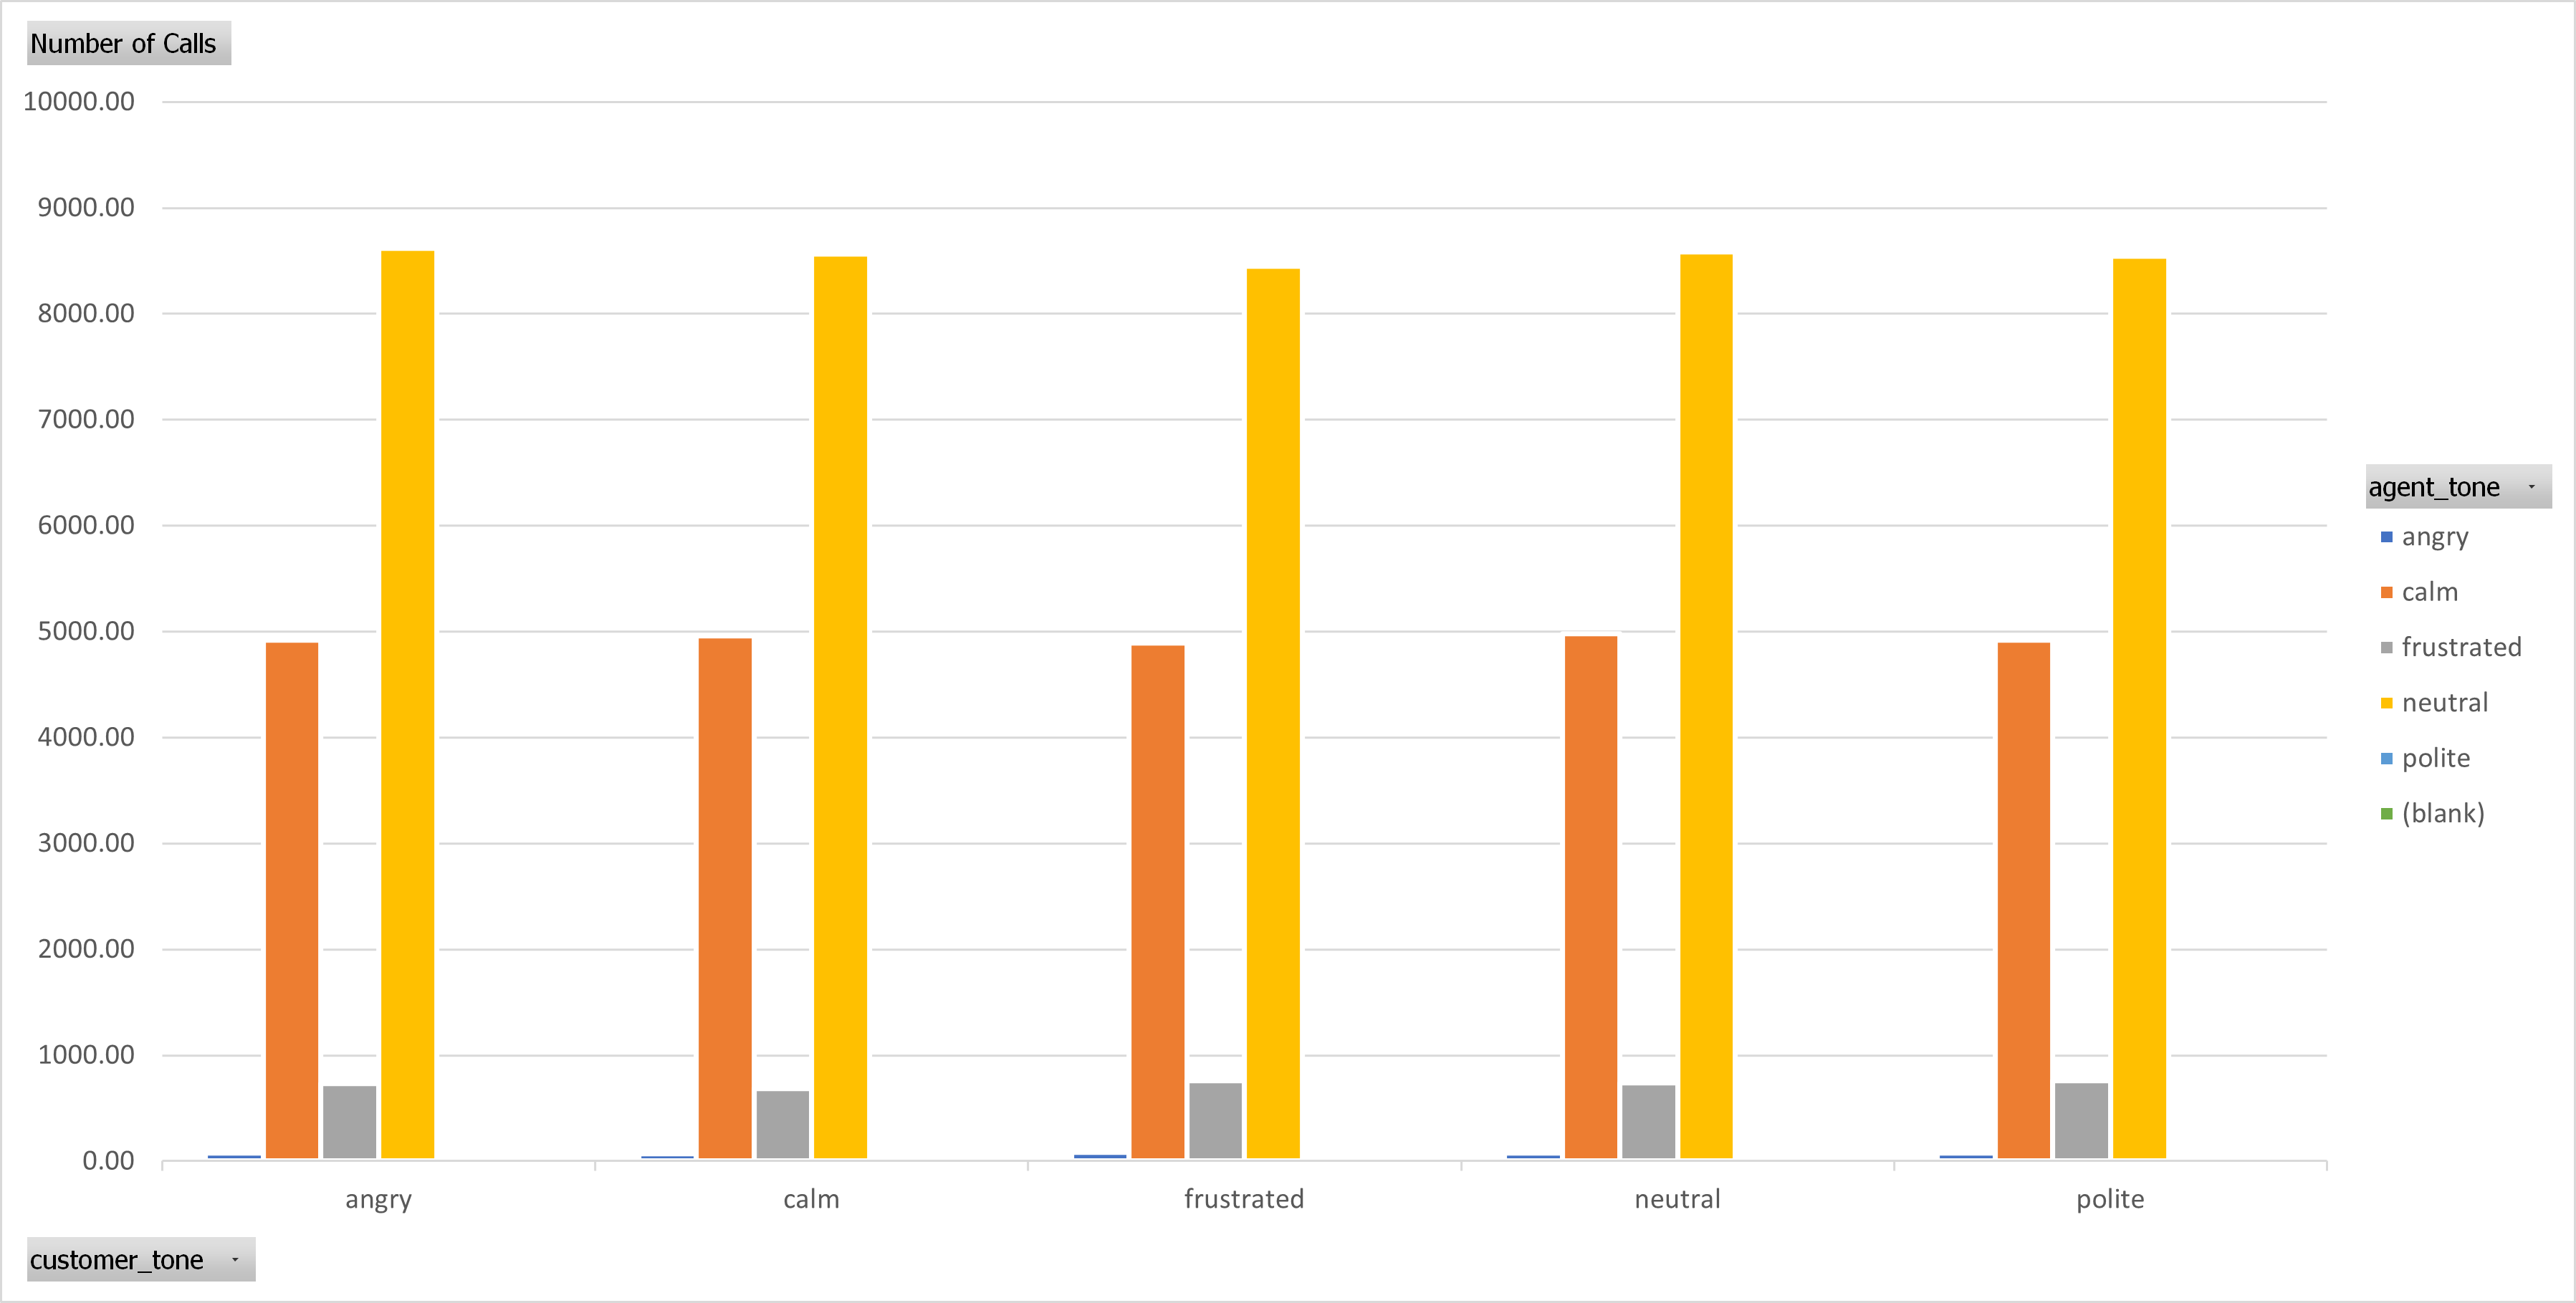 Number of Calls
10000.00
9000.00
8000.00
7000.00
6000.00
5000.00
4000.00
3000.00
2000.00
1000.00
0.00
angry calm frustrated neutral polite
customer_tone
agent_tone
angry
calm
frustrated
neutral
polite
(blank)